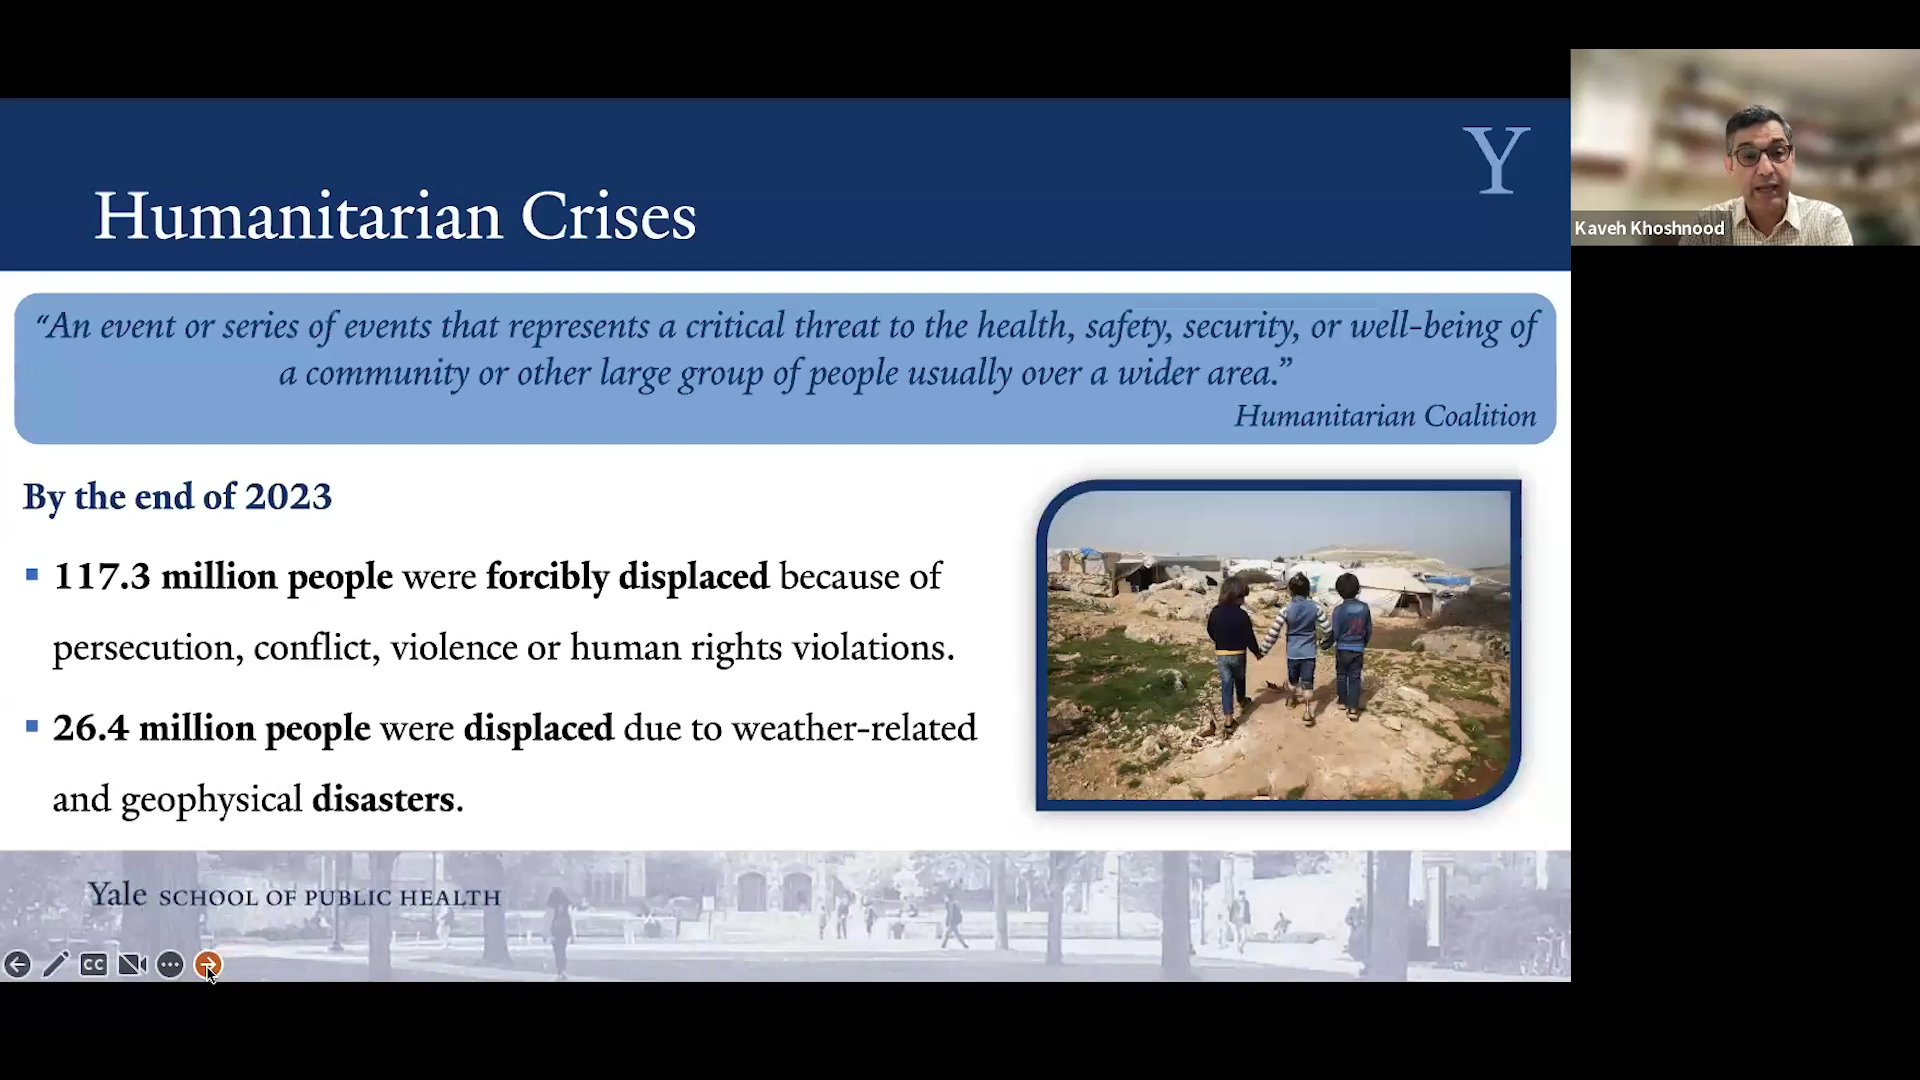 Y
Humanitarian Crises
“An event or series of events that represents a critical threat to the health, safety, security, or well-being of
a community or other large group of people usually over a wider area.”
Humanitarian Coalition
By the end of 2023
▪ 117.3 million people were forcibly displaced because of
persecution, conflict, violence or human rights violations.
▪ 26.4 million people were displaced due to weather-related
and geophysical disasters.
Yale SCHOOL OF PUBLIC HEALTH
CC
Kaveh Khoshnood